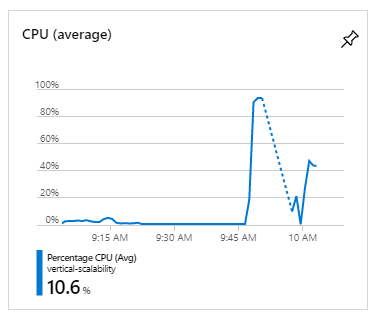 CPU (average)
100%
80%
60%
40%
20%
0%
9:15 AM 9:30 AM 9:45 AM 10 AM
Percentage CPU (Avg)
vertical-scalability
10.6 %